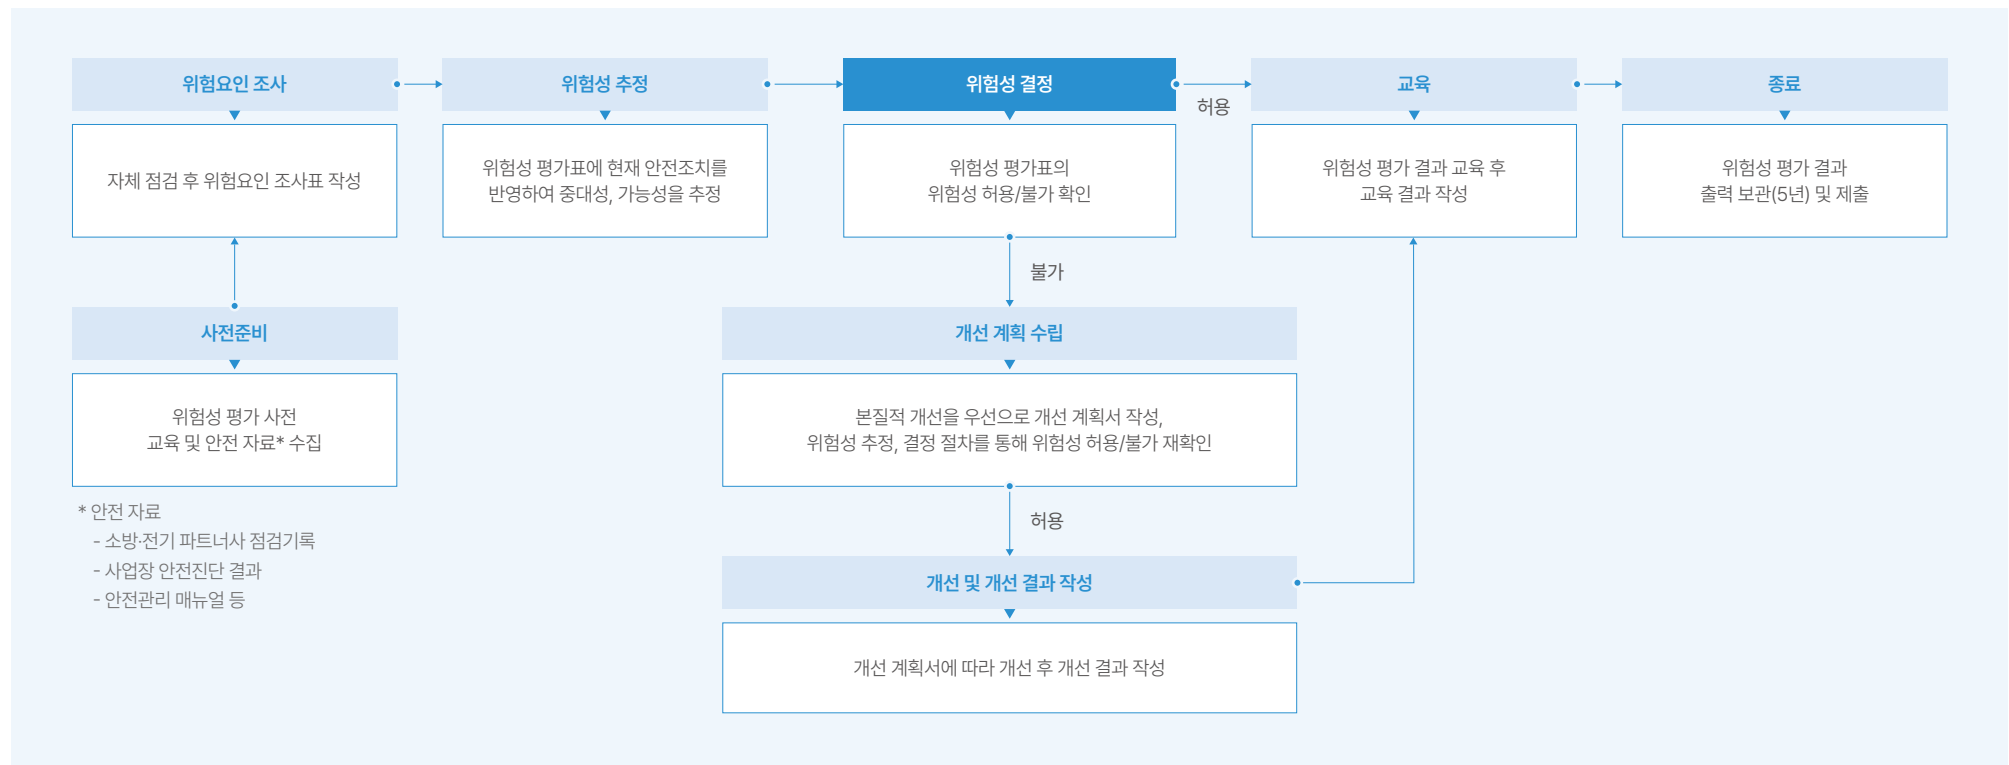 위험요인 조사
자체 점검 후 위험요인 조사표 작성
위험성 추정
위험성 평가표에 현재 안전조치를
반영하여 중대성, 가능성을 추정
위험성 결정
위험성 평가표의
위험성 허용/불가 확인
허용
교육
위험성 평가 결과 교육 후
교육 결과 작성
종료
위험성 평가 결과
출력 보관(5년) 및 제출
불가
사전준비
위험성 평가 사전
교육 및 안전 자료* 수집
* 안전 자료
- 소방·전기 파트너사 점검기록
- 사업장 안전진단 결과
- 안전관리 매뉴얼 등
개선 계획 수립
본질적 개선을 우선으로 개선 계획서 작성,
위험성 추정, 결정 절차를 통해 위험성 허용/불가 재확인
허용
개선 및 개선 결과 작성
개선 계획서에 따라 개선 후 개선 결과 작성